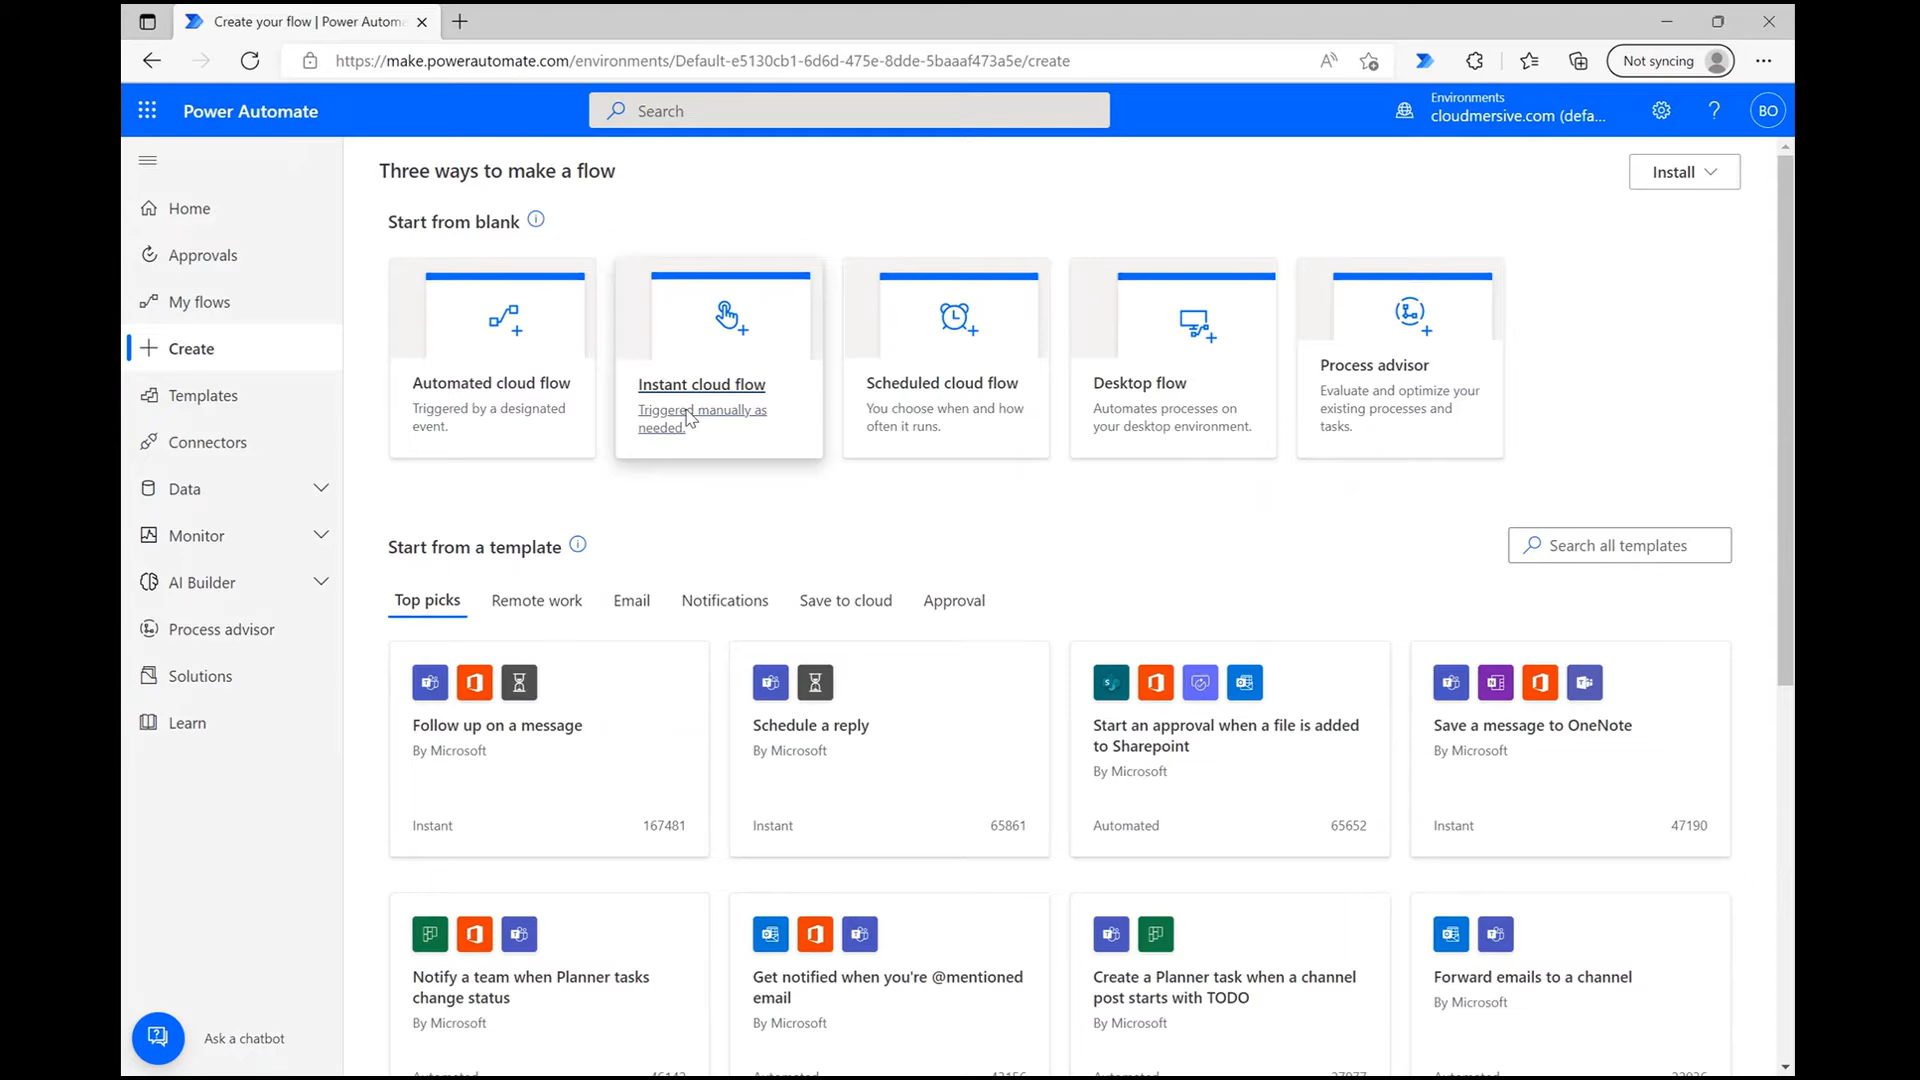 Create your flow | Power Autom
https://make.powerautomate.com/environments/Default-e5130cb1-6d6d-475e-8dde-5baaaf473a5e/create
Not syncing
Power Automate
Search
Environments
cloudmersive.com (defa...
BO
Home
Approvals
My flows
Create
Templates
Connectors
Data
Monitor
AI Builder
Process advisor
Solutions
Learn
Ask a chatbot
Three ways to make a flow
Install
Start from blank
Automated cloud flow
Triggered by a designated
event.
Instant cloud flow
Triggered manually as
needed.
Scheduled cloud flow
You choose when and how
often it runs.
Desktop flow
Automates processes on
your desktop environment.
Process advisor
Evaluate and optimize your
existing processes and
tasks.
Start from a template
Search all templates
Top picks
Remote work
Email
Notifications
Save to cloud
Approval
Follow up on a message
By Microsoft
Instant
167481
Schedule a reply
By Microsoft
Instant
65861
Start an approval when a file is added
to Sharepoint
By Microsoft
Automated
65652
Save a message to OneNote
By Microsoft
Instant
47190
Notify a team when Planner tasks
change status
By Microsoft
Get notified when you're @mentioned
email
By Microsoft
Create a Planner task when a channel
post starts with TODO
By Microsoft
Forward emails to a channel
By Microsoft